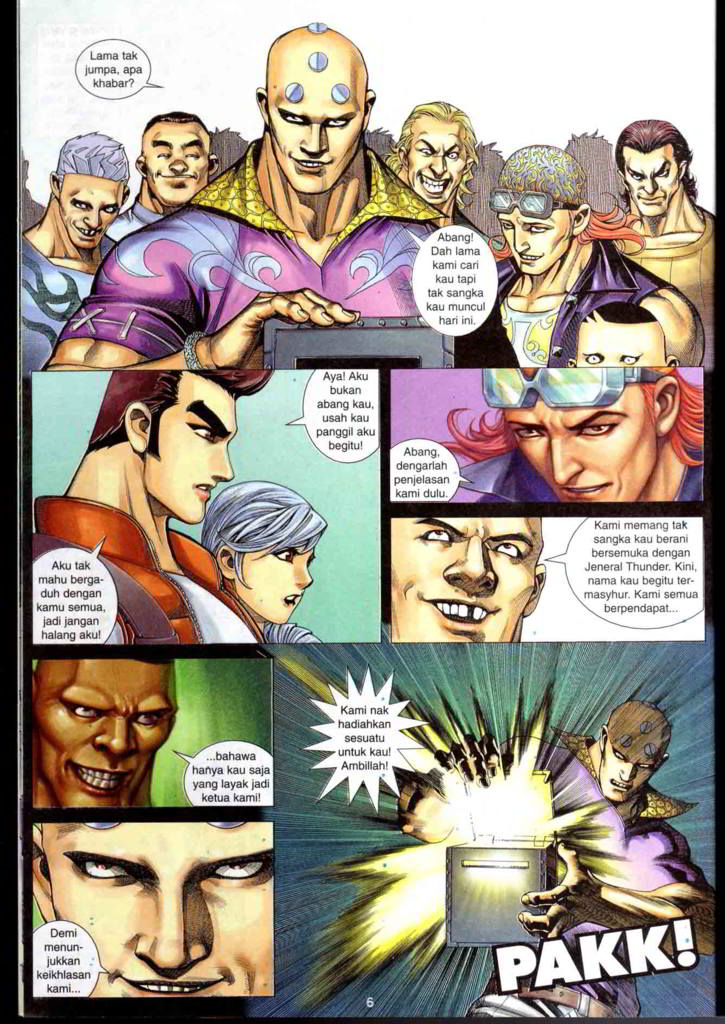 Lama tak
jumpa, apa
khabar?
Abang!
Dah lama
kami cari
kau tapi
tak sangka
kau muncul
hari ini.
Aya! Aku
bukan
abang kau,
usah kau
panggil aku
begitu!
Aku tak
mahu berga-
duh dengan
kamu semua,
jadi jangan
halang aku!
Abang,
dengarlah
penjelasan
kami dulu.
Kami memang tak
sangka kau berani
bersemuka dengan
Jeneral Thunder. Kini,
nama kau begitu ter-
masyhur. Kami semua
berpendapat...
...bahawa
hanya kau saja
yang layak jadi
ketua kami!
Demi
menun-
jukkan
keikhlasan
kami...
Kami nak
hadiahkan
sesuatu
untuk kau!
Ambillah!
PAKK!
6